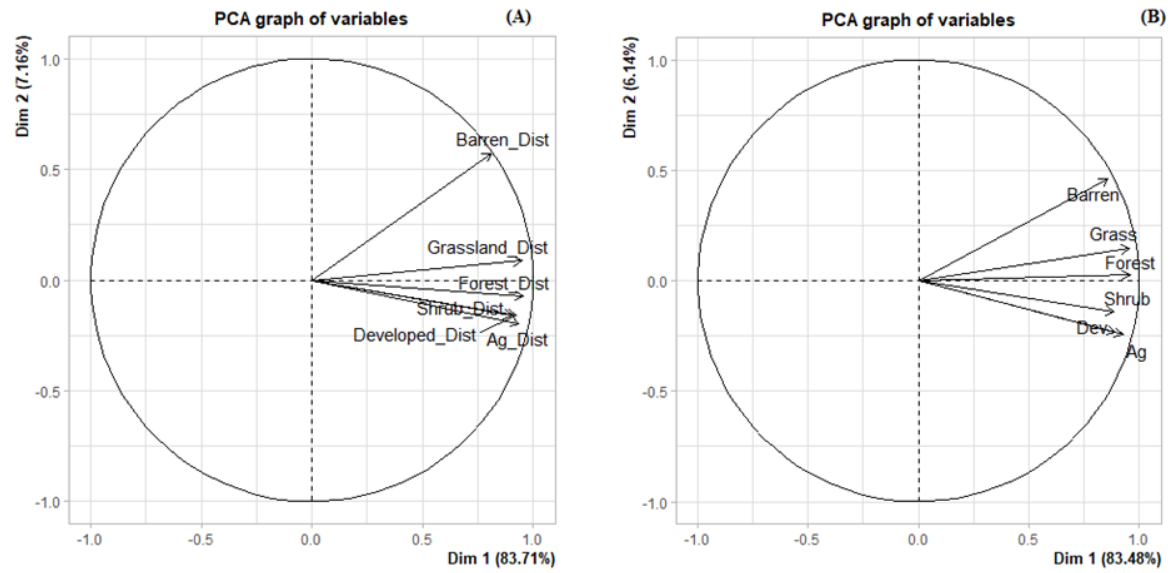 PCA graph of variables
(A)
Dim 2 (7.16%)
1.0
0.5
0.0
-0.5
-1.0
Barren_Dist
Grassland_Dist
Forest_Dist
Shrub_Dist
Developed_Dist
Ag_Dist
-1.0
-0.5
0.0
0.5
1.0
Dim 1 (83.71%)
PCA graph of variables
(B)
Dim 2 (6.14%)
1.0
0.5
0.0
-0.5
-1.0
Barren
Grass
Forest
Shrub
Dev
Ag
-1.0
-0.5
0.0
0.5
1.0
Dim 1 (83.48%)